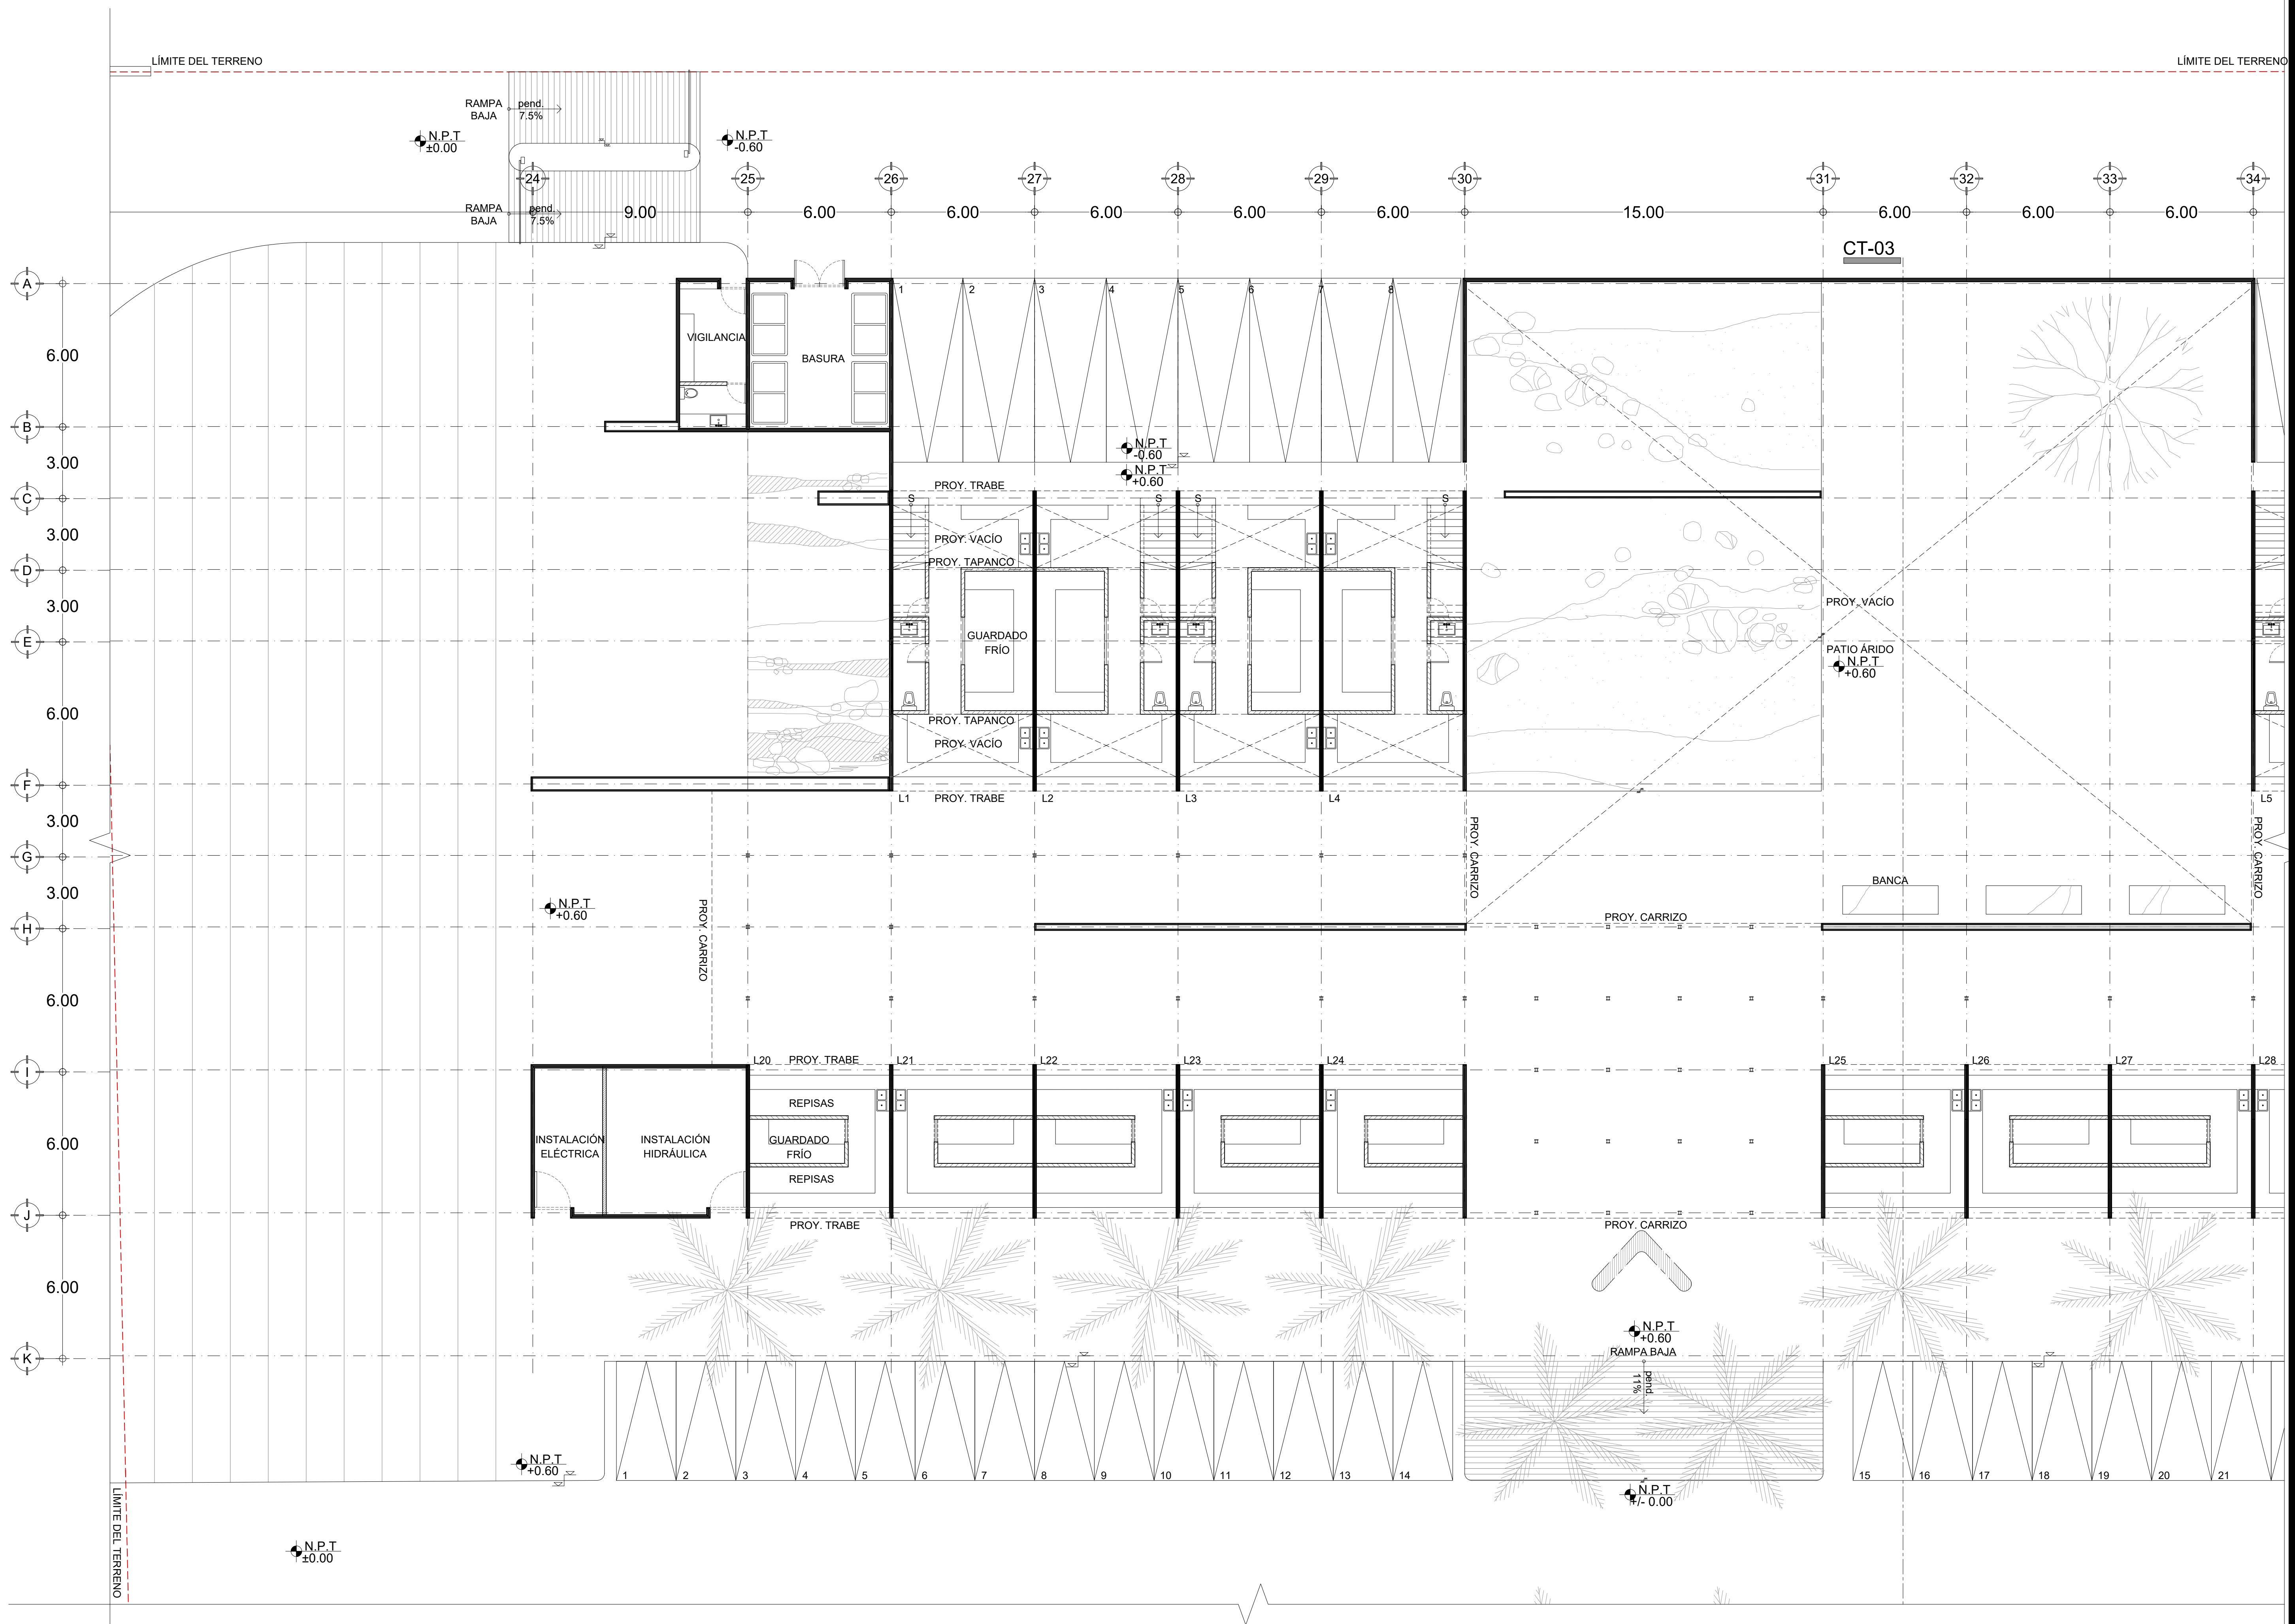 LÍMITE DEL TERRENO
LÍMITE DEL TERRENO
RAMPA
BAJA
pend.
7.5%
N.P.T
±0.00
N.P.T
-0.60
24
25
26
27
28
29
30
31
32
33
34
RAMPA
BAJA
pend.
7.5%
9.00
6.00
6.00
6.00
6.00
6.00
15.00
6.00
6.00
6.00
CT-03
A
6.00
B
3.00
C
3.00
D
3.00
E
6.00
F
3.00
G
3.00
H
6.00
I
6.00
J
6.00
K
1
2
3
4
5
6
7
8
VIGILANCIA
BASURA
N.P.T
-0.60
N.P.T
+0.60
PROY. TRABE
S
S
S
S
PROY. VACÍO
PROY. TAPANCO
GUARDADO
FRÍO
PROY. TAPANCO
PROY. VACÍO
L1
PROY. TRABE
L2
L3
L4
L5
PROY. VACÍO
PATIO ÁRIDO
N.P.T
+0.60
PROY. CARRIZO
PROY. CARRIZO
BANCA
N.P.T
+0.60
PROY. CARRIZO
PROY. CARRIZO
L20
PROY. TRABE
L21
L22
L23
L24
L25
L26
L27
L28
REPISAS
INSTALACIÓN
ELÉCTRICA
INSTALACIÓN
HIDRÁULICA
GUARDADO
FRÍO
REPISAS
PROY. TRABE
PROY. CARRIZO
N.P.T
+0.60
RAMPA BAJA
pend.
11%
N.P.T
+0.60
1
2
3
4
5
6
7
8
9
10
11
12
13
14
15
16
17
18
19
20
21
N.P.T
+/- 0.00
LÍMITE DEL TERRENO
N.P.T
±0.00